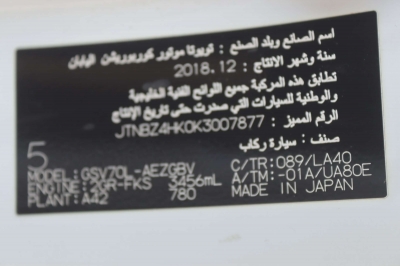 اسم الصانع وبلد الصنع : تويوتا موتور كوربوريشن اليابان
سنة وشهر الانتاج : 2018.12
تطابق هذه المركبة جميع اللوائح الفنية الخليجية
والوطنية للسيارات التي صدرت حتى تاريخ الإنتاج
الرقم المميز : JTNBZ4HK0K3007877
صنف : سيارة ركاب
5
MODEL:GSV70L-AEZGBV C/TR:089/LA40
ENGINE:2GR-FKS 3456mL A/TM:-01A/UA80E
PLANT:A42 780 MADE IN JAPAN